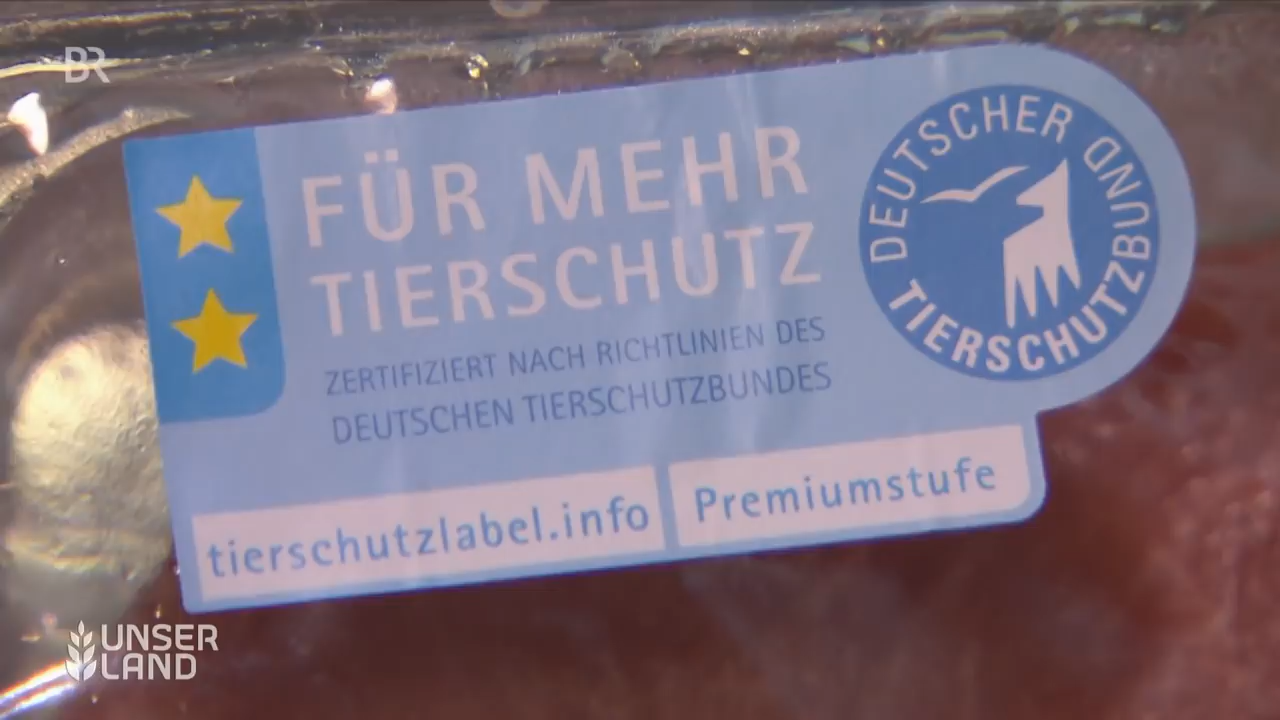 BR
FÜR MEHR
TIERSCHUTZ
ZERTIFIZIERT NACH RICHTLINIEN DES
DEUTSCHEN TIERSCHUTZBUNDES
DEUTSCHER TIERSCHUTZBUND
tierschutzlabel.info
Premiumstufe
UNSER
LAND